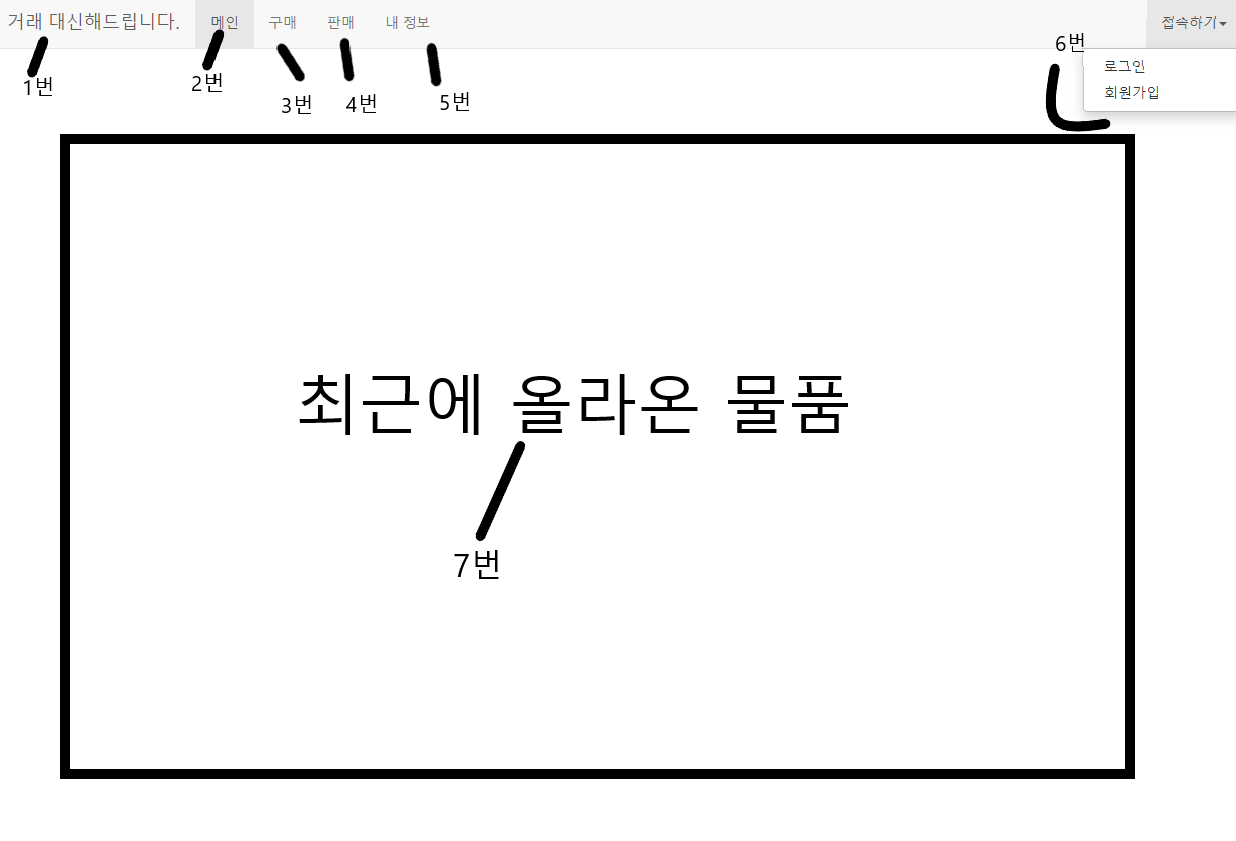 거래 대신해드립니다. 메인 구매 판매 내 정보 접속하기
6번
로그인
1번 2번 3번 4번 5번 회원가입
최근에 올라온 물품
7번